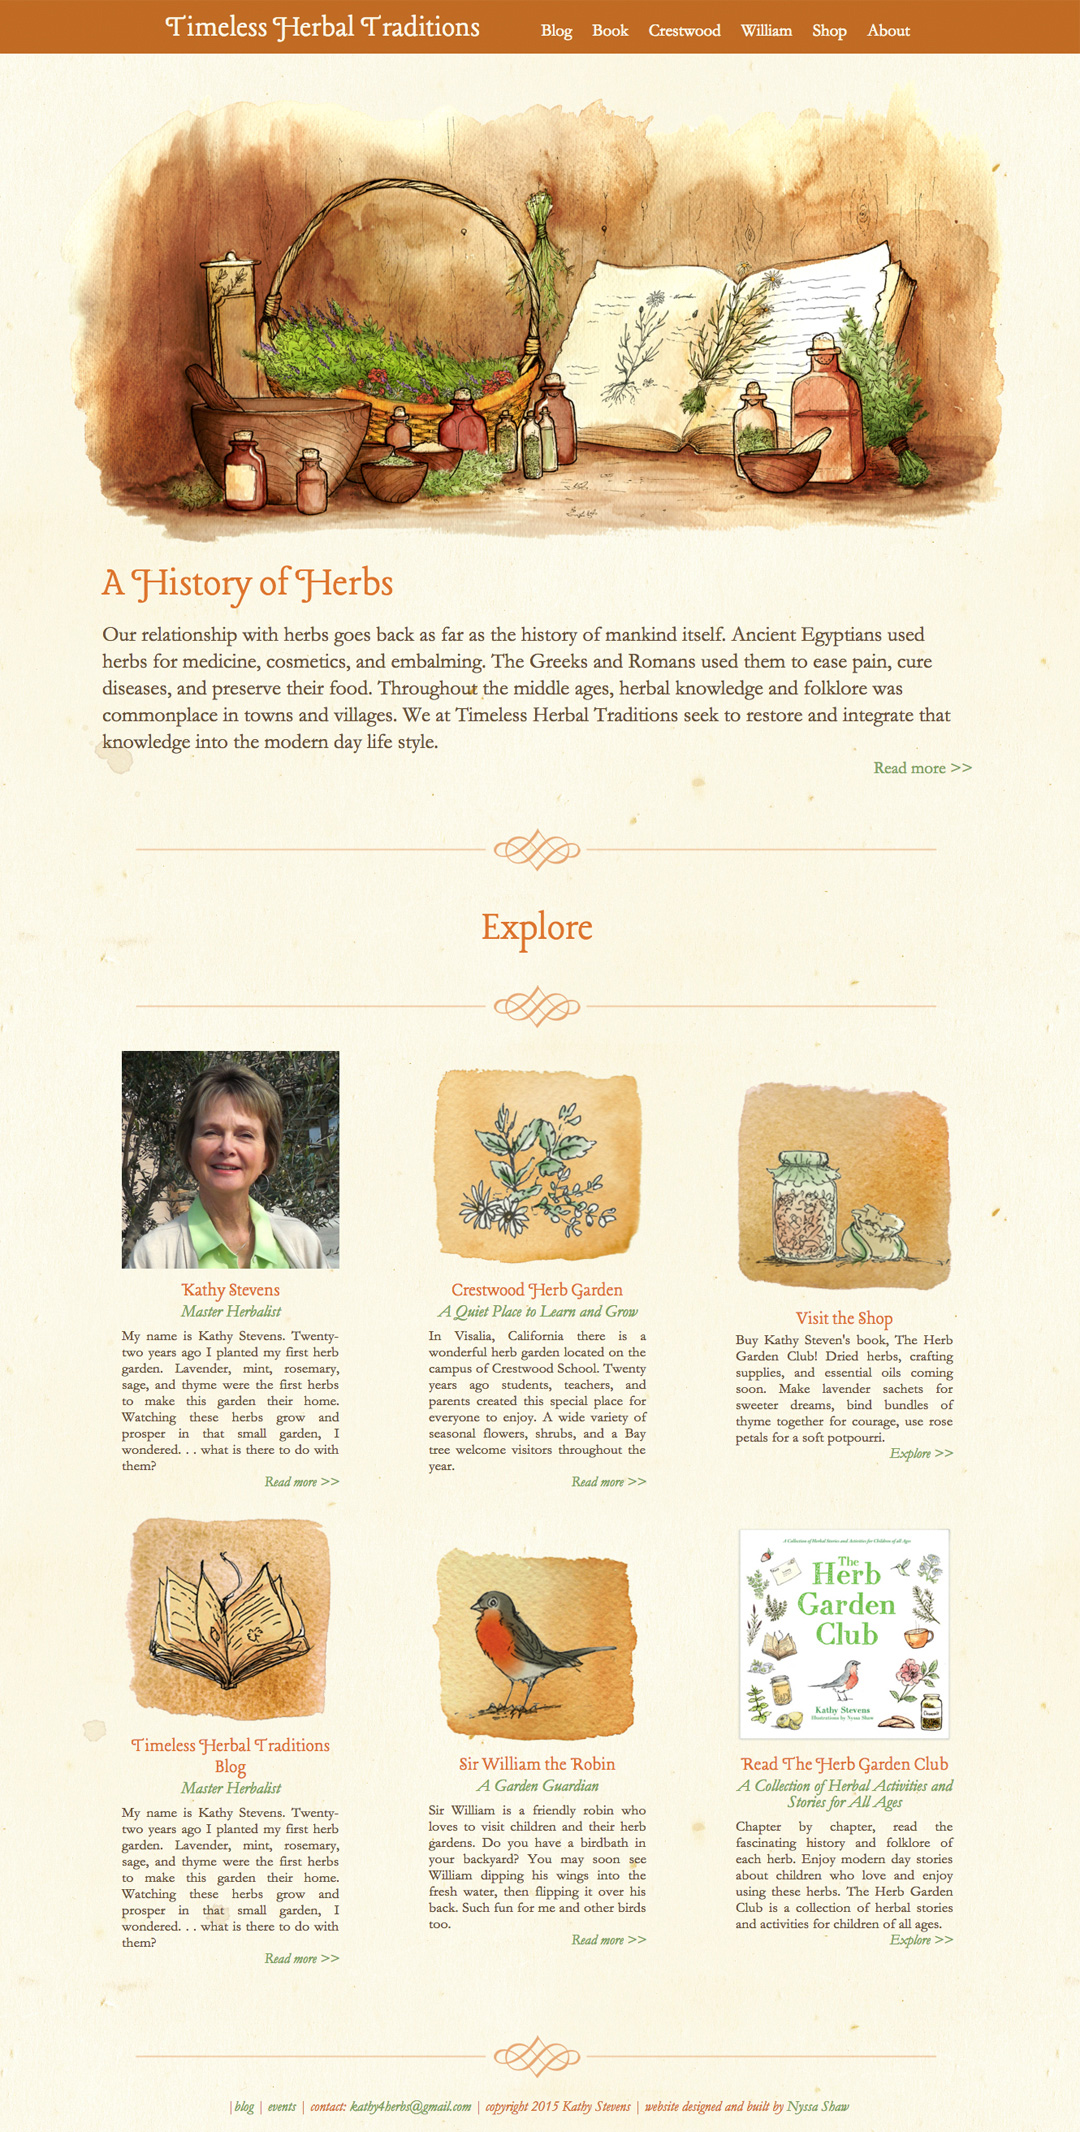 Timeless Herbal Traditions
Blog Book Crestwood William Shop About
A History of Herbs
Our relationship with herbs goes back as far as the history of mankind itself. Ancient Egyptians used
herbs for medicine, cosmetics, and embalming. The Greeks and Romans used them to ease pain, cure
diseases, and preserve their food. Throughout the middle ages, herbal knowledge and folklore was
commonplace in towns and villages. We at Timeless Herbal Traditions seek to restore and integrate that
knowledge into the modern day life style.
Read more >>
Explore
Kathy Stevens
Master Herbalist
My name is Kathy Stevens. Twenty-
two years ago I planted my first herb
garden. Lavender, mint, rosemary,
sage, and thyme were the first herbs
to make this garden their home.
Watching these herbs grow and
prosper in that small garden, I
wondered. . . what is there to do with
them?
Read more >>
Crestwood Herb Garden
A Quiet Place to Learn and Grow
In Visalia, California there is a
wonderful herb garden located on the
campus of Crestwood School. Twenty
years ago students, teachers, and
parents created this special place for
everyone to enjoy. A wide variety of
seasonal flowers, shrubs, and a Bay
tree welcome visitors throughout the
year.
Read more >>
Visit the Shop
Buy Kathy Steven's book, The Herb
Garden Club! Dried herbs, crafting
supplies, and essential oils coming
soon. Make lavender sachets for
sweeter dreams, bind bundles of
thyme together for courage, use rose
petals for a soft potpourri.
Explore >>
Timeless Herbal Traditions
Blog
Master Herbalist
My name is Kathy Stevens. Twenty-
two years ago I planted my first herb
garden. Lavender, mint, rosemary,
sage, and thyme were the first herbs
to make this garden their home.
Watching these herbs grow and
prosper in that small garden, I
wondered. . . what is there to do with
them?
Read more >>
Sir William the Robin
A Garden Guardian
Sir William is a friendly robin who
loves to visit children and their herb
gardens. Do you have a birdbath in
your backyard? You may soon see
William dipping his wings into the
fresh water, then flipping it over his
back. Such fun for me and other birds
too.
Read more >>
A Collection of Herbal Stories and Activities for Children of all Ages
The
Herb
Garden
Club
Kathy Stevens
Illustrations by Nyssa Shaw
Read The Herb Garden Club
A Collection of Herbal Activities and
Stories for All Ages
Chapter by chapter, read the
fascinating history and folklore of
each herb. Enjoy modern day stories
about children who love and enjoy
using these herbs. The Herb Garden
Club is a collection of herbal stories
and activities for children of all ages.
Explore >>
| blog | events | contact: kathy4herbs@gmail.com | copyright 2015 Kathy Stevens | website designed and built by Nyssa Shaw